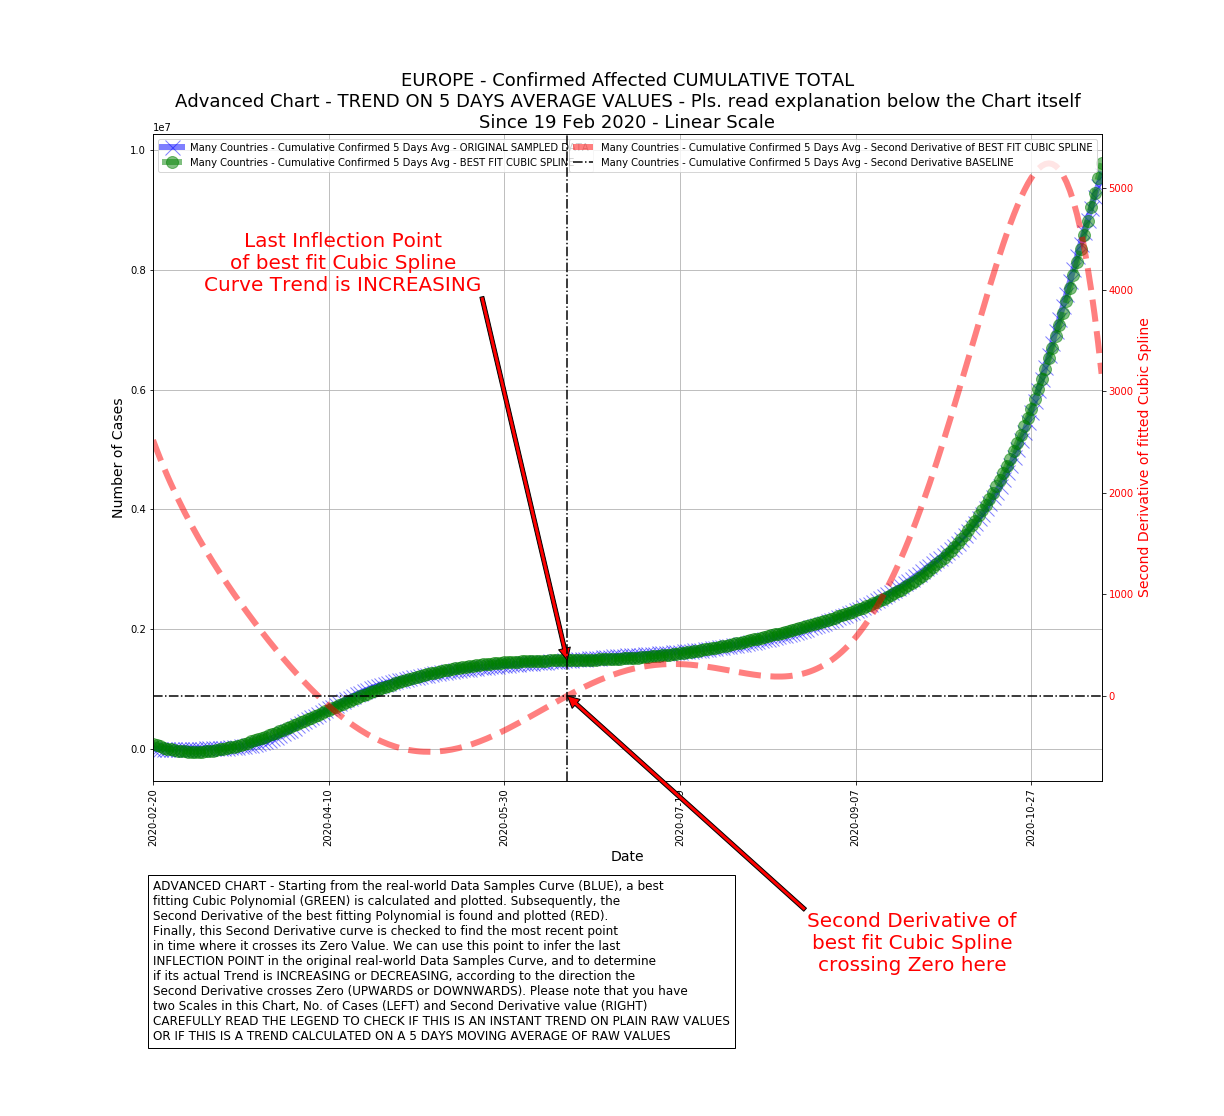 EUROPE - Confirmed Affected CUMULATIVE TOTAL
Advanced Chart - TREND ON 5 DAYS AVERAGE VALUES - Pls. read explanation below the Chart itself
Since 19 Feb 2020 - Linear Scale
1e7
Many Countries - Cumulative Confirmed 5 Days Avg - ORIGINAL SAMPLED DATA
Many Countries - Cumulative Confirmed 5 Days Avg - BEST FIT CUBIC SPLINE
Many Countries - Cumulative Confirmed 5 Days Avg - Second Derivative of BEST FIT CUBIC SPLINE
Many Countries - Cumulative Confirmed 5 Days Avg - Second Derivative BASELINE
Last Inflection Point
of best fit Cubic Spline
Curve Trend is INCREASING
Number of Cases
1.0
0.8
0.6
0.4
0.2
0.0
5000
4000
3000
2000
1000
0
Second Derivative of fitted Cubic Spline
2020-02-20
2020-04-10
2020-05-30
2020-07-19
2020-09-07
2020-10-27
Date
ADVANCED CHART - Starting from the real-world Data Samples Curve (BLUE), a best
fitting Cubic Polynomial (GREEN) is calculated and plotted. Subsequently, the
Second Derivative of the best fitting Polynomial is found and plotted (RED).
Finally, this Second Derivative curve is checked to find the most recent point
in time where it crosses its Zero Value. We can use this point to infer the last
INFLECTION POINT in the original real-world Data Samples Curve, and to determine
if its actual Trend is INCREASING or DECREASING, according to the direction the
Second Derivative crosses Zero (UPWARDS or DOWNWARDS). Please note that you have
two Scales in this Chart, No. of Cases (LEFT) and Second Derivative value (RIGHT)
CAREFULLY READ THE LEGEND TO CHECK IF THIS IS AN INSTANT TREND ON PLAIN RAW VALUES
OR IF THIS IS A TREND CALCULATED ON A 5 DAYS MOVING AVERAGE OF RAW VALUES
Second Derivative of
best fit Cubic Spline
crossing Zero here